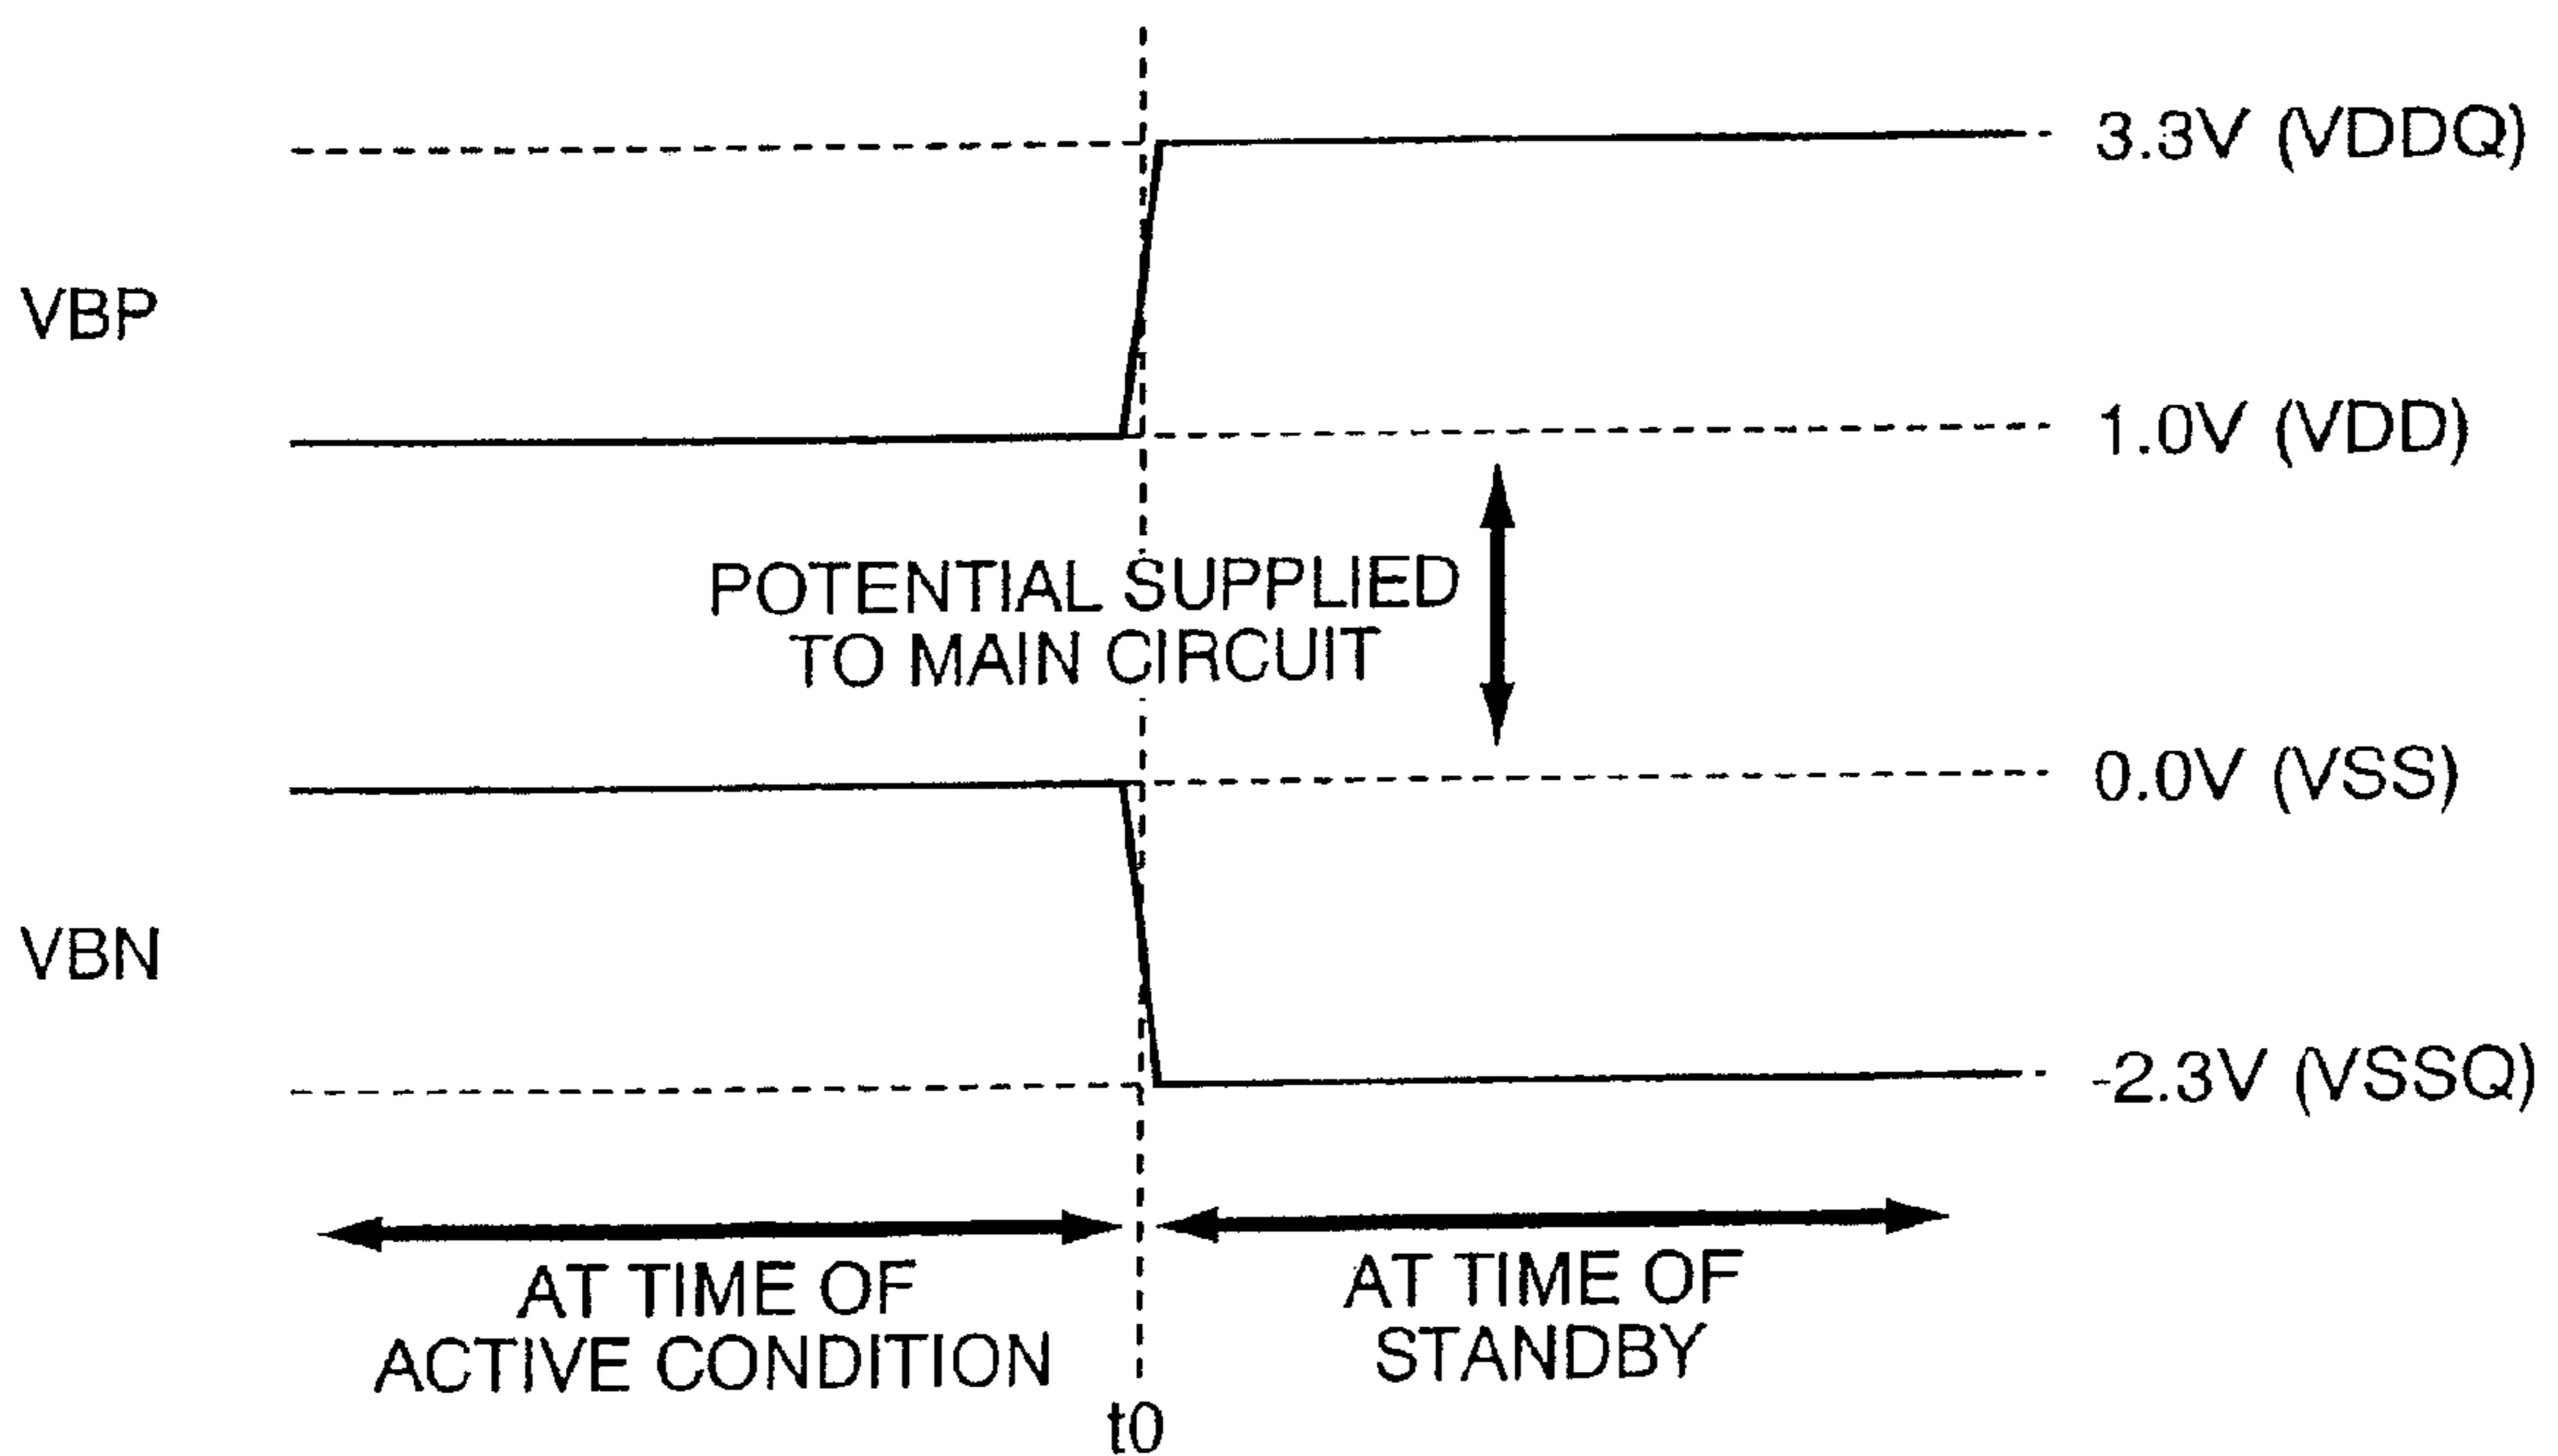 3.3V (VDDQ)
VBP
1.0V (VDD)
POTENTIAL SUPPLIED
TO MAIN CIRCUIT
0.0V (VSS)
VBN
-2.3V (VSSQ)
AT TIME OF
ACTIVE CONDITION
AT TIME OF
STANDBY
t0